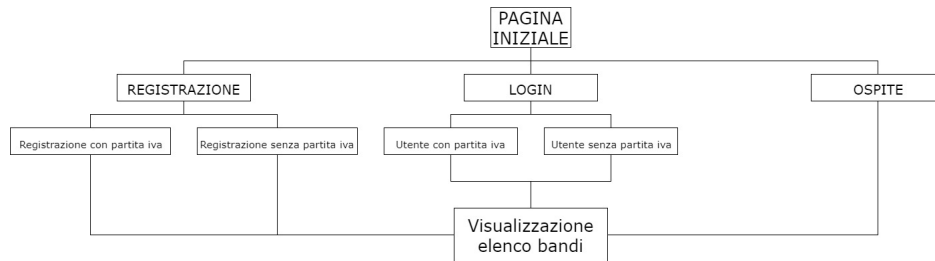 PAGINA
INIZIALE
REGISTRAZIONE
LOGIN
OSPITE
Registrazione con partita iva
Registrazione senza partita iva
Utente con partita iva
Utente senza partita iva
Visualizzazione
elenco bandi